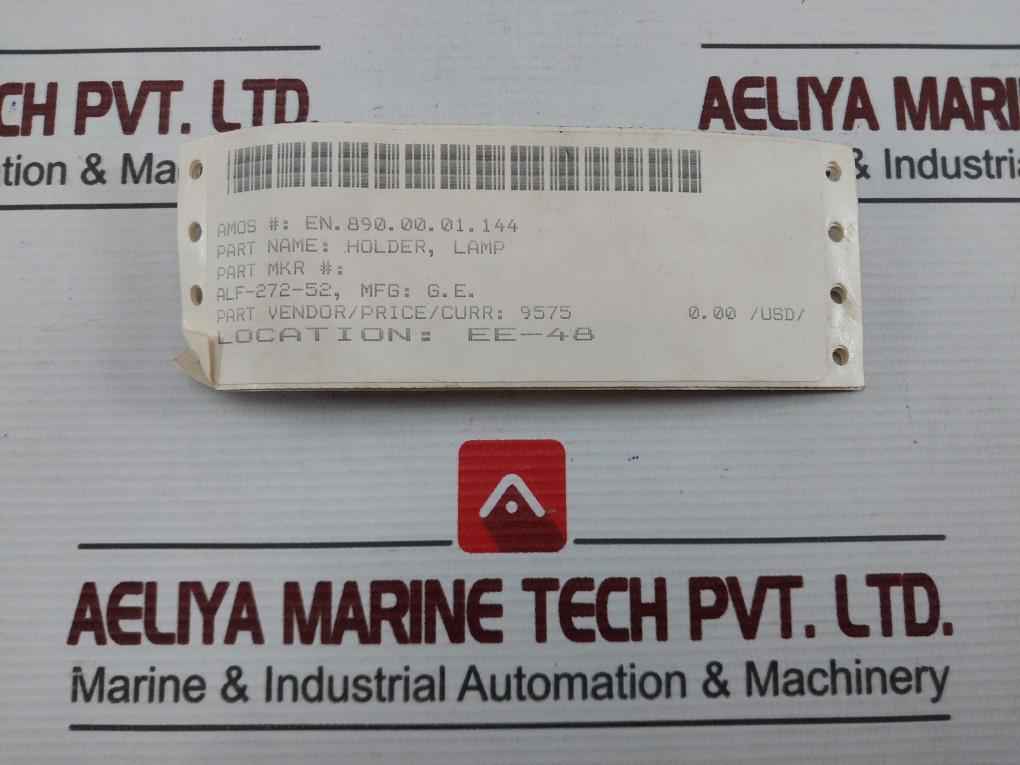 CH PVT. LTD.
AELIYA MARI
tion & Ma
& Industria
AMOS #: EN.890.00.01.144
PART NAME: HOLDER, LAMP
PART MKR #:
ALF-272-52, MFG: G.E.
PART VENDOR/PRICE/CURR: 9575 0.00 /USD/
LOCATION: EE-48
AELIYA MARINE TECH PVT. LTD.
Marine & Industrial Automation & Machinery